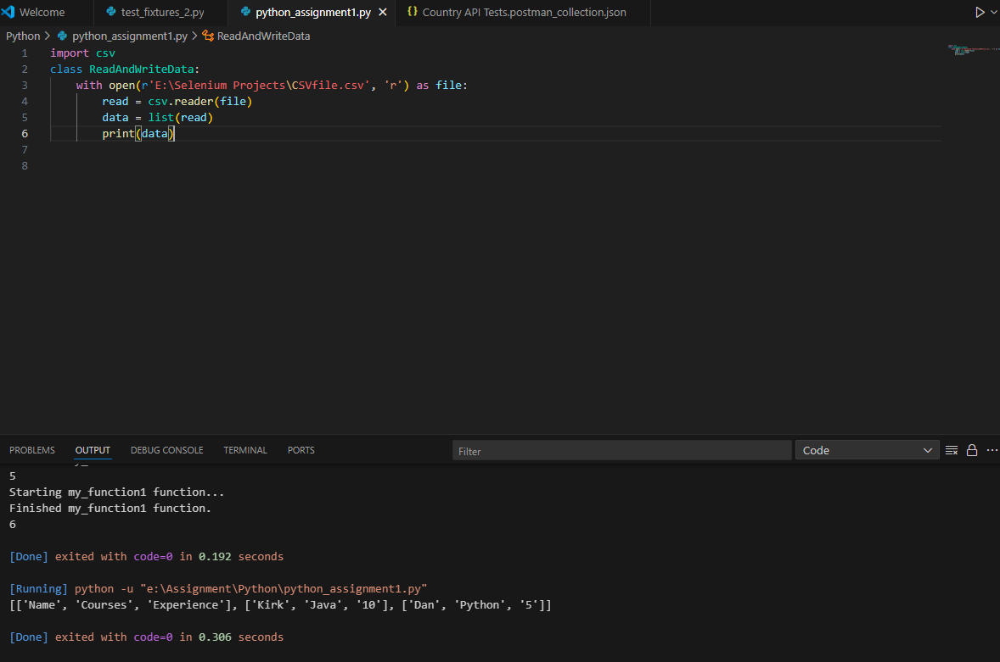 Welcome test_fixtures_2.py python_assignment1.py Country API Tests.postman_collection.json
Python > python_assignment1.py > ReadAndWriteData
1 import csv
2 class ReadAndWriteData:
3 with open(r'E:\Selenium Projects\CSVfile.csv', 'r') as file:
4 read = csv.reader(file)
5 data = list(read)
6 print(data)
7
8
PROBLEMS OUTPUT DEBUG CONSOLE TERMINAL PORTS Filter Code
5
Starting my_function1 function...
Finished my_function1 function.
6
[Done] exited with code=0 in 0.192 seconds
[Running] python -u "e:\Assignment\Python\python_assignment1.py"
[['Name', 'Courses', 'Experience'], ['Kirk', 'Java', '10'], ['Dan', 'Python', '5']]
[Done] exited with code=0 in 0.306 seconds